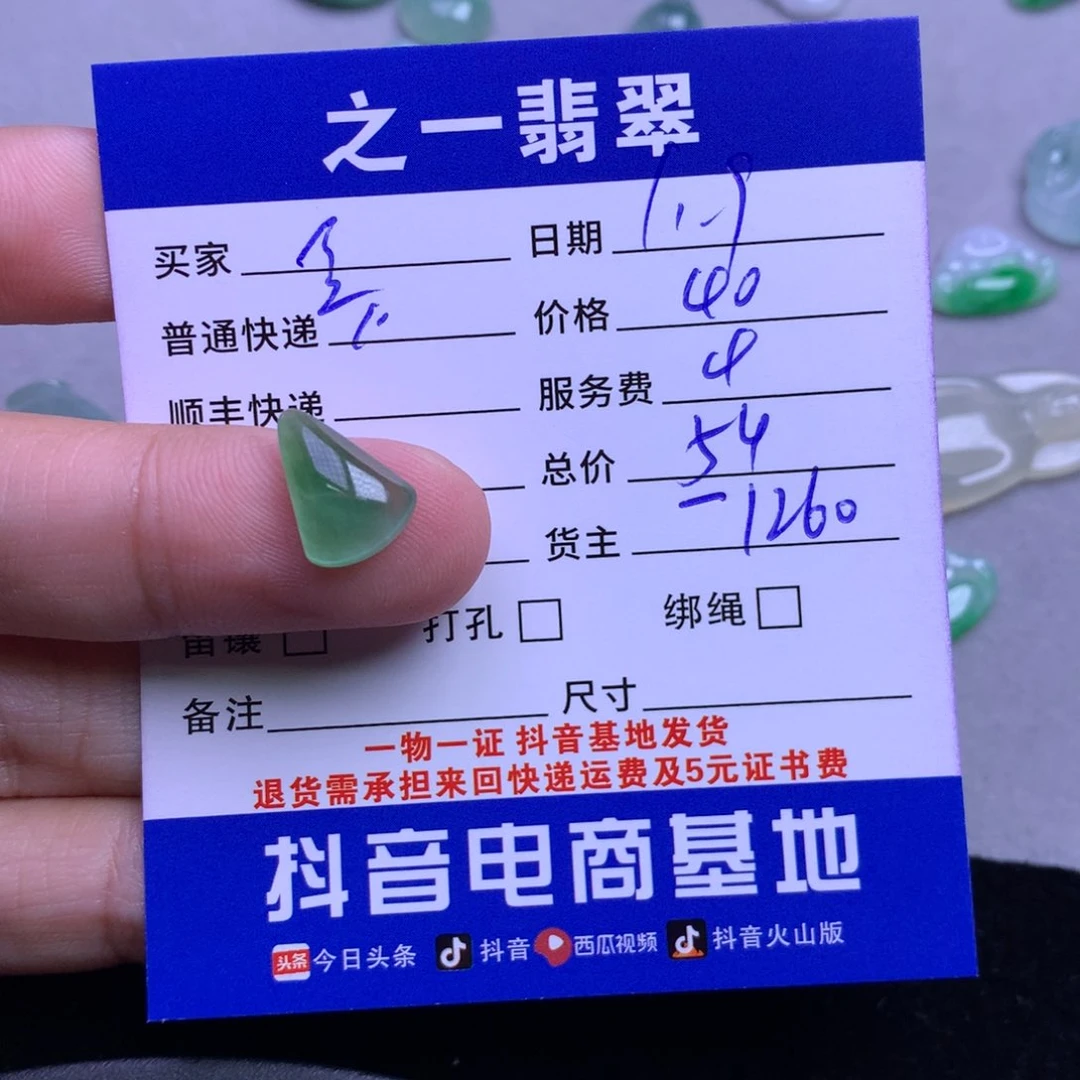 之一翡翠
买家 日期
普通快递 价格 40
顺丰快递 服务费 4
总价 54
货主 -1260
留镶 打孔 绑绳
备注 尺寸
一物一证 抖音基地发货
退货需承担来回快递运费及5元证书费
抖音电商基地
头条 今日头条 抖音 西瓜视频 抖音火山版